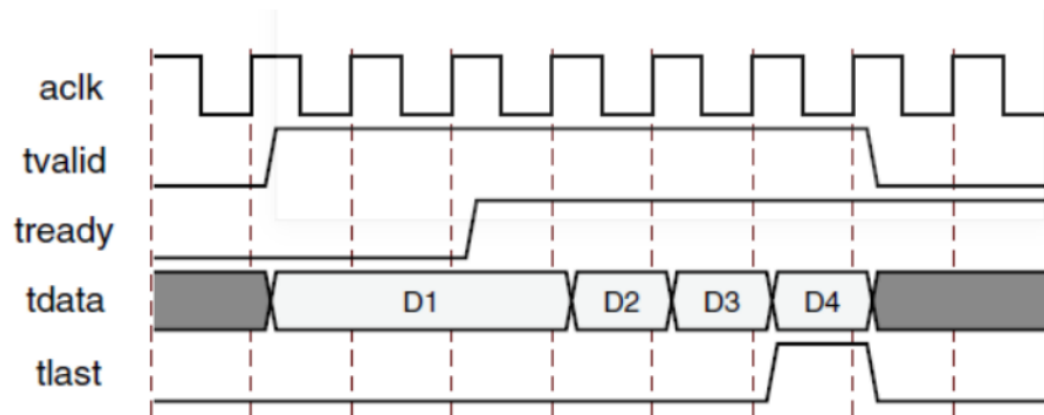 aclk
tvalid
tready
tdata D1 D2 D3 D4
tlast